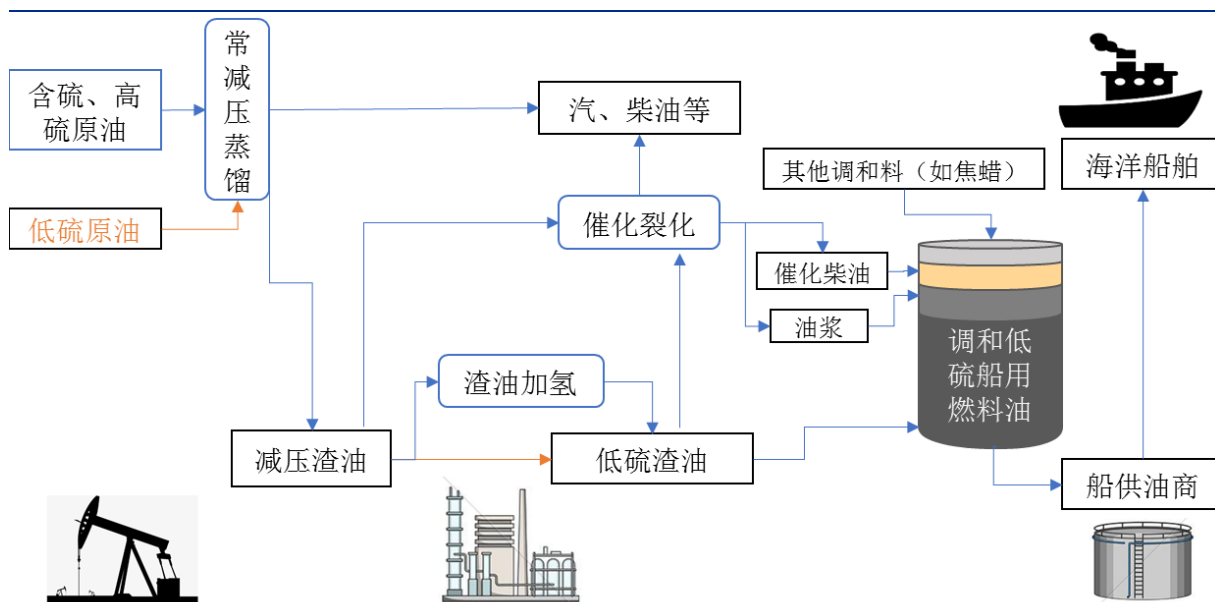 常
减
压
蒸
馏
含硫、高
硫原油
低硫原油
汽、柴油等
其他调和料（如焦蜡）
海洋船舶
催化裂化
催化柴油
油浆
渣油加氢
减压渣油
低硫渣油
调和低
硫船用
燃料油
船供油商